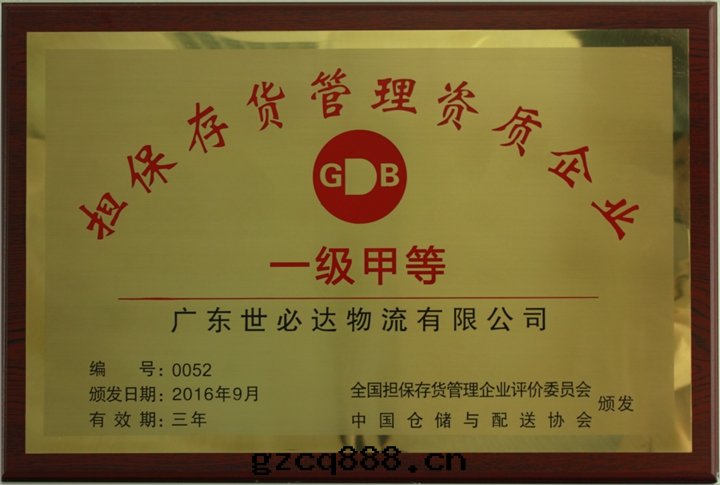 担保存货管理资质企业
GDB
一级甲等
广东世必达物流有限公司
编 号：0052
颁发日期：2016年9月
有效期：三年
全国担保存货管理企业评价委员会
中国仓储与配送协会
颁发
gzcq888.cn